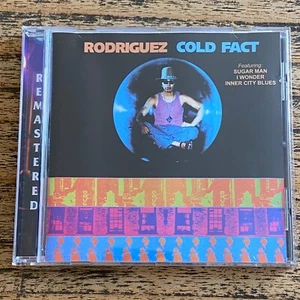 RODRIGUEZ COLD FACT
Featuring:
SUGAR MAN
I WONDER
INNER CITY BLUES
REMASTERED